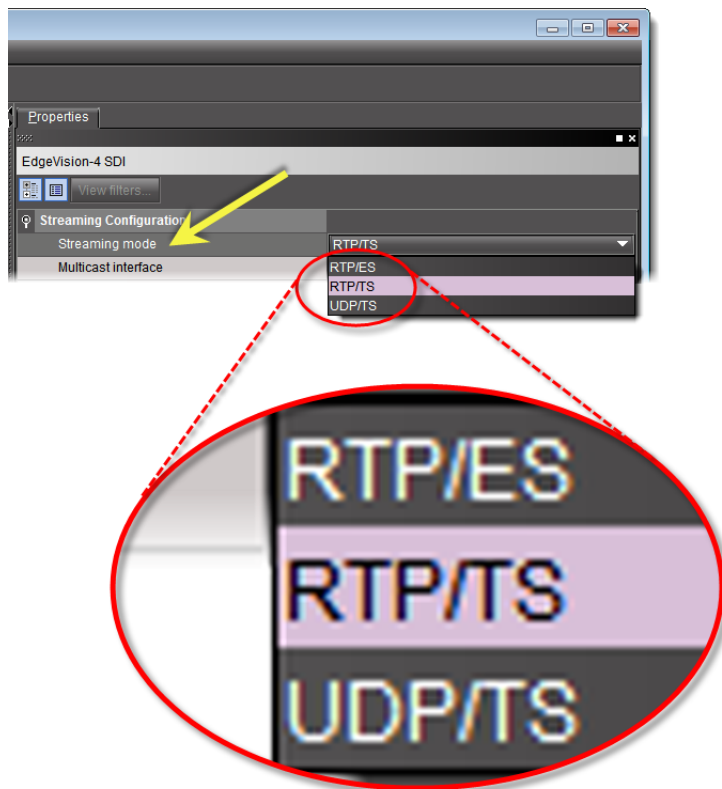 Properties
EdgeVision-4 SDI
View filters...
Streaming Configuration
Streaming mode RTP/TS
Multicast interface RTP/ES
RTP/TS
UDP/TS
RTP/ES
RTP/TS
UDP/TS